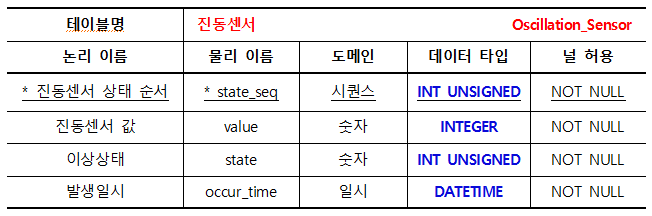 테이블명 진동센서 Oscillation_Sensor
논리 이름 물리 이름 도메인 데이터 타입 널 허용
* 진동센서 상태 순서 * state_seq 시퀀스 INT UNSIGNED NOT NULL
진동센서 값 value 숫자 INTEGER NOT NULL
이상상태 state 숫자 INT UNSIGNED NOT NULL
발생일시 occur_time 일시 DATETIME NOT NULL